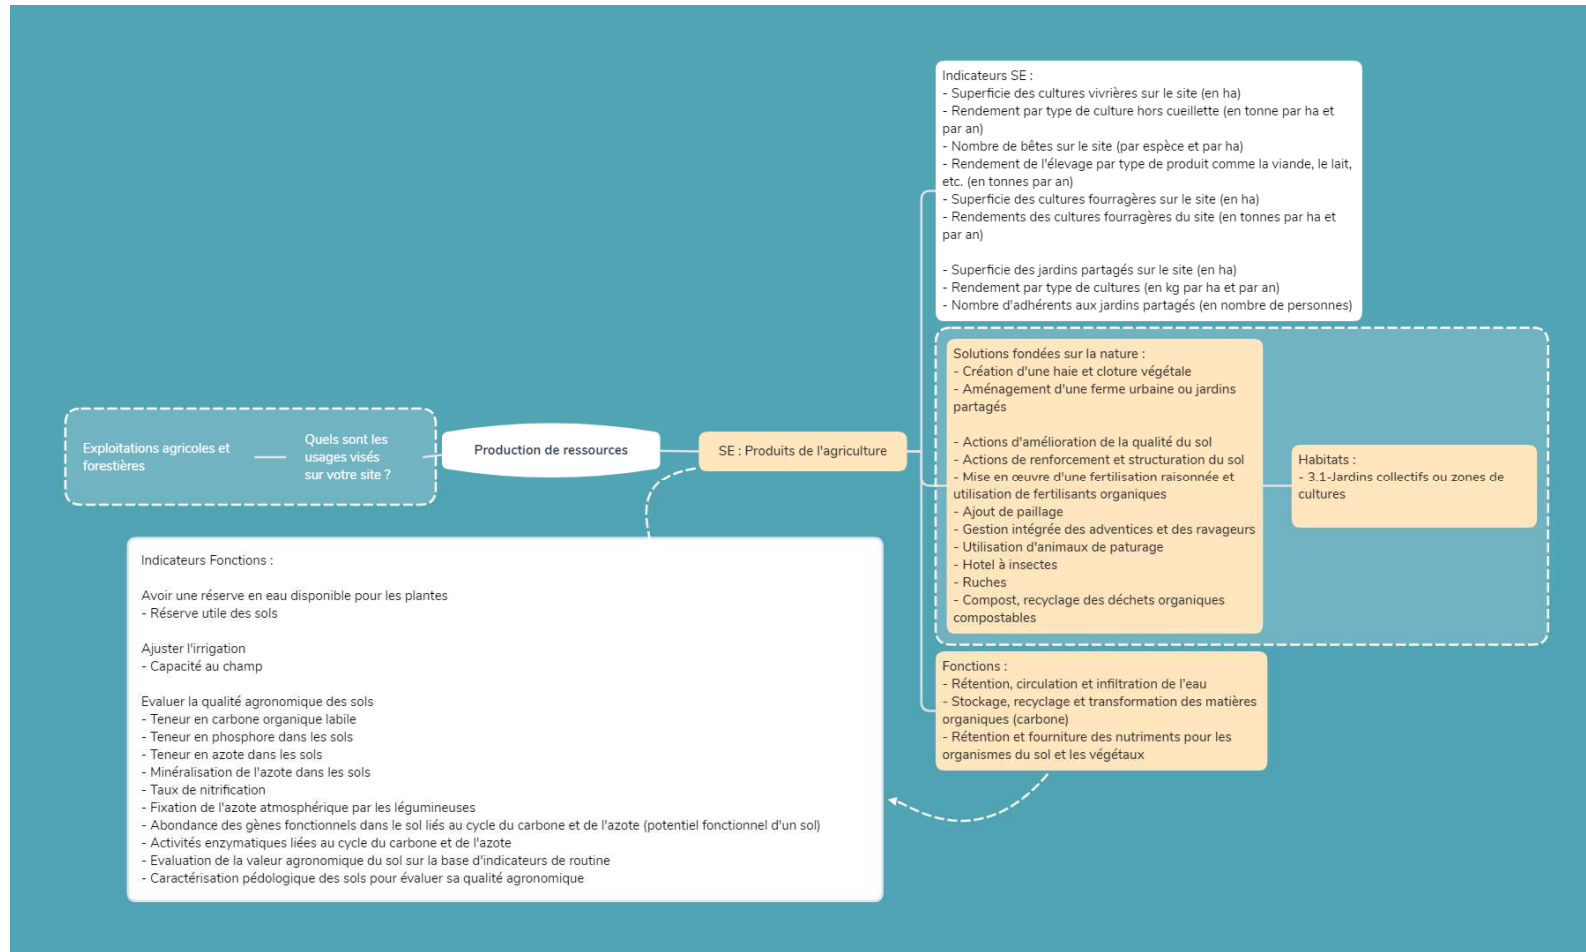 Exploitations agricoles et
forestières
Quels sont les
usages visés
sur votre site ?
Production de ressources
SE : Produits de l'agriculture
Indicateurs SE :
- Superficie des cultures vivrières sur le site (en ha)
- Rendement par type de culture hors cueillette (en tonne par ha et
par an)
- Nombre de bêtes sur le site (par espèce et par ha)
- Rendement de l'élevage par type de produit comme la viande, le lait,
etc. (en tonnes par an)
- Superficie des cultures fourragères sur le site (en ha)
- Rendements des cultures fourragères du site (en tonnes par ha et
par an)
- Superficie des jardins partagés sur le site (en ha)
- Rendement par type de cultures (en kg par ha et par an)
- Nombre d'adhérents aux jardins partagés (en nombre de personnes)
Solutions fondées sur la nature :
- Création d'une haie et cloture végétale
- Aménagement d'une ferme urbaine ou jardins
partagés
- Actions d'amélioration de la qualité du sol
- Actions de renforcement et structuration du sol
- Mise en œuvre d'une fertilisation raisonnée et
utilisation de fertilisants organiques
- Ajout de paillage
- Gestion intégrée des adventices et des ravageurs
- Utilisation d'animaux de paturage
- Hotel à insectes
- Ruches
- Compost, recyclage des déchets organiques
compostables
Habitats :
- 3.1-Jardins collectifs ou zones de
cultures
Fonctions :
- Rétention, circulation et infiltration de l'eau
- Stockage, recyclage et transformation des matières
organiques (carbone)
- Rétention et fourniture des nutriments pour les
organismes du sol et les végétaux
Indicateurs Fonctions :
Avoir une réserve en eau disponible pour les plantes
- Réserve utile des sols
Ajuster l'irrigation
- Capacité au champ
Evaluer la qualité agronomique des sols
- Teneur en carbone organique labile
- Teneur en phosphore dans les sols
- Teneur en azote dans les sols
- Minéralisation de l'azote dans les sols
- Taux de nitrification
- Fixation de l'azote atmosphérique par les légumineuses
- Abondance des gènes fonctionnels dans le sol liés au cycle du carbone et de l'azote (potentiel fonctionnel d'un sol)
- Activités enzymatiques liées au cycle du carbone et de l'azote
- Evaluation de la valeur agronomique du sol sur la base d'indicateurs de routine
- Caractérisation pédologique des sols pour évaluer sa qualité agronomique